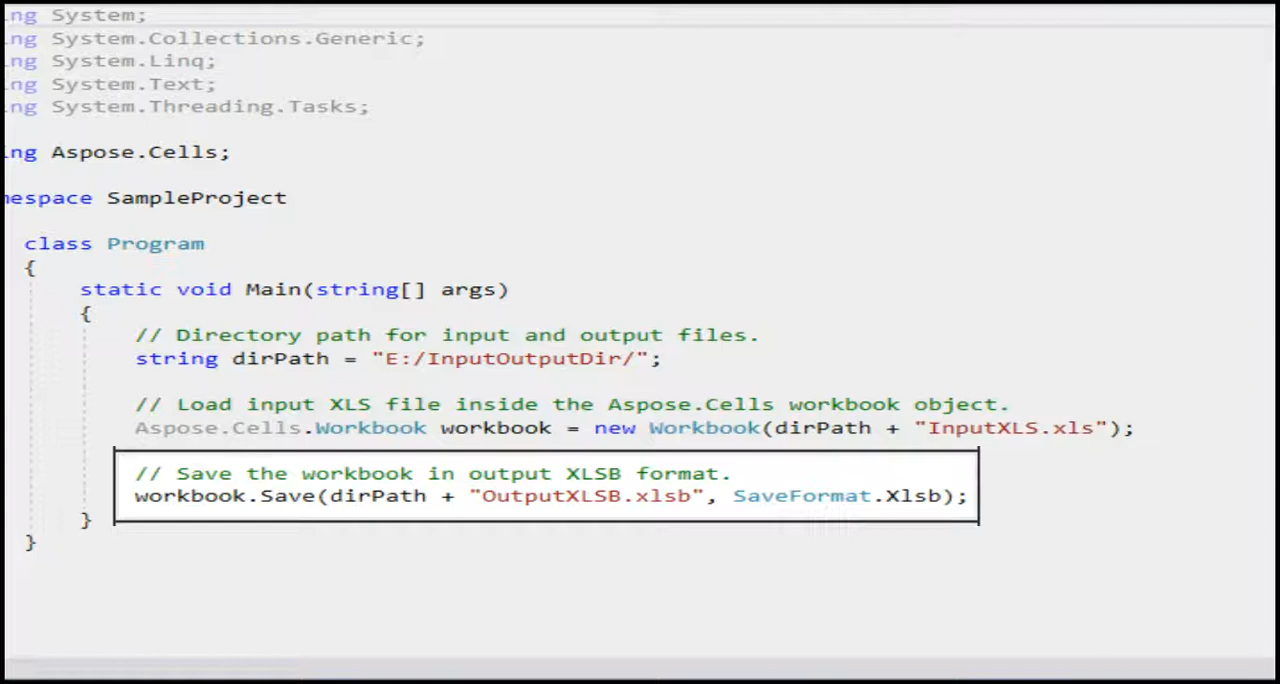 ng System;
ng System.Collections.Generic;
ng System.Linq;
ng System.Text;
ng System.Threading.Tasks;
ng Aspose.Cells;
espace SampleProject
class Program
{
static void Main(string[] args)
{
// Directory path for input and output files.
string dirPath = "E:/InputOutputDir/";
// Load input XLS file inside the Aspose.Cells workbook object.
Aspose.Cells.Workbook workbook = new Workbook(dirPath + "InputXLS.xls");
// Save the workbook in output XLSB format.
workbook.Save(dirPath + "OutputXLSB.xlsb", SaveFormat.Xlsb);
}
}